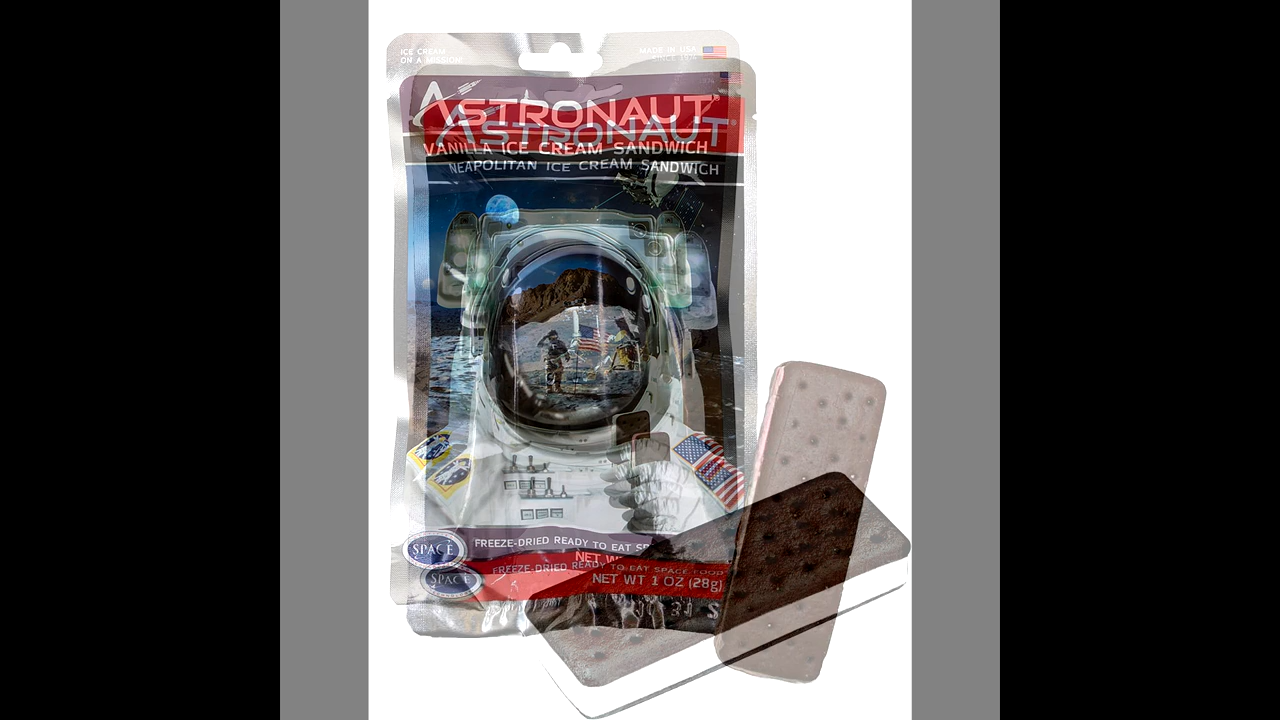 ICE CREAM
ON A MISSION!
MADE IN USA
SINCE 1974
ASTRONAUT
ASTRONAUT
VANILLA ICE CREAM SANDWICH
NEAPOLITAN ICE CREAM SANDWICH
FREEZE-DRIED READY TO EAT SP
SPACE
NET W
FREEZE-DRIED READY TO EAT SPACE FOOD
SPACE
NET WT 1 OZ (28g)